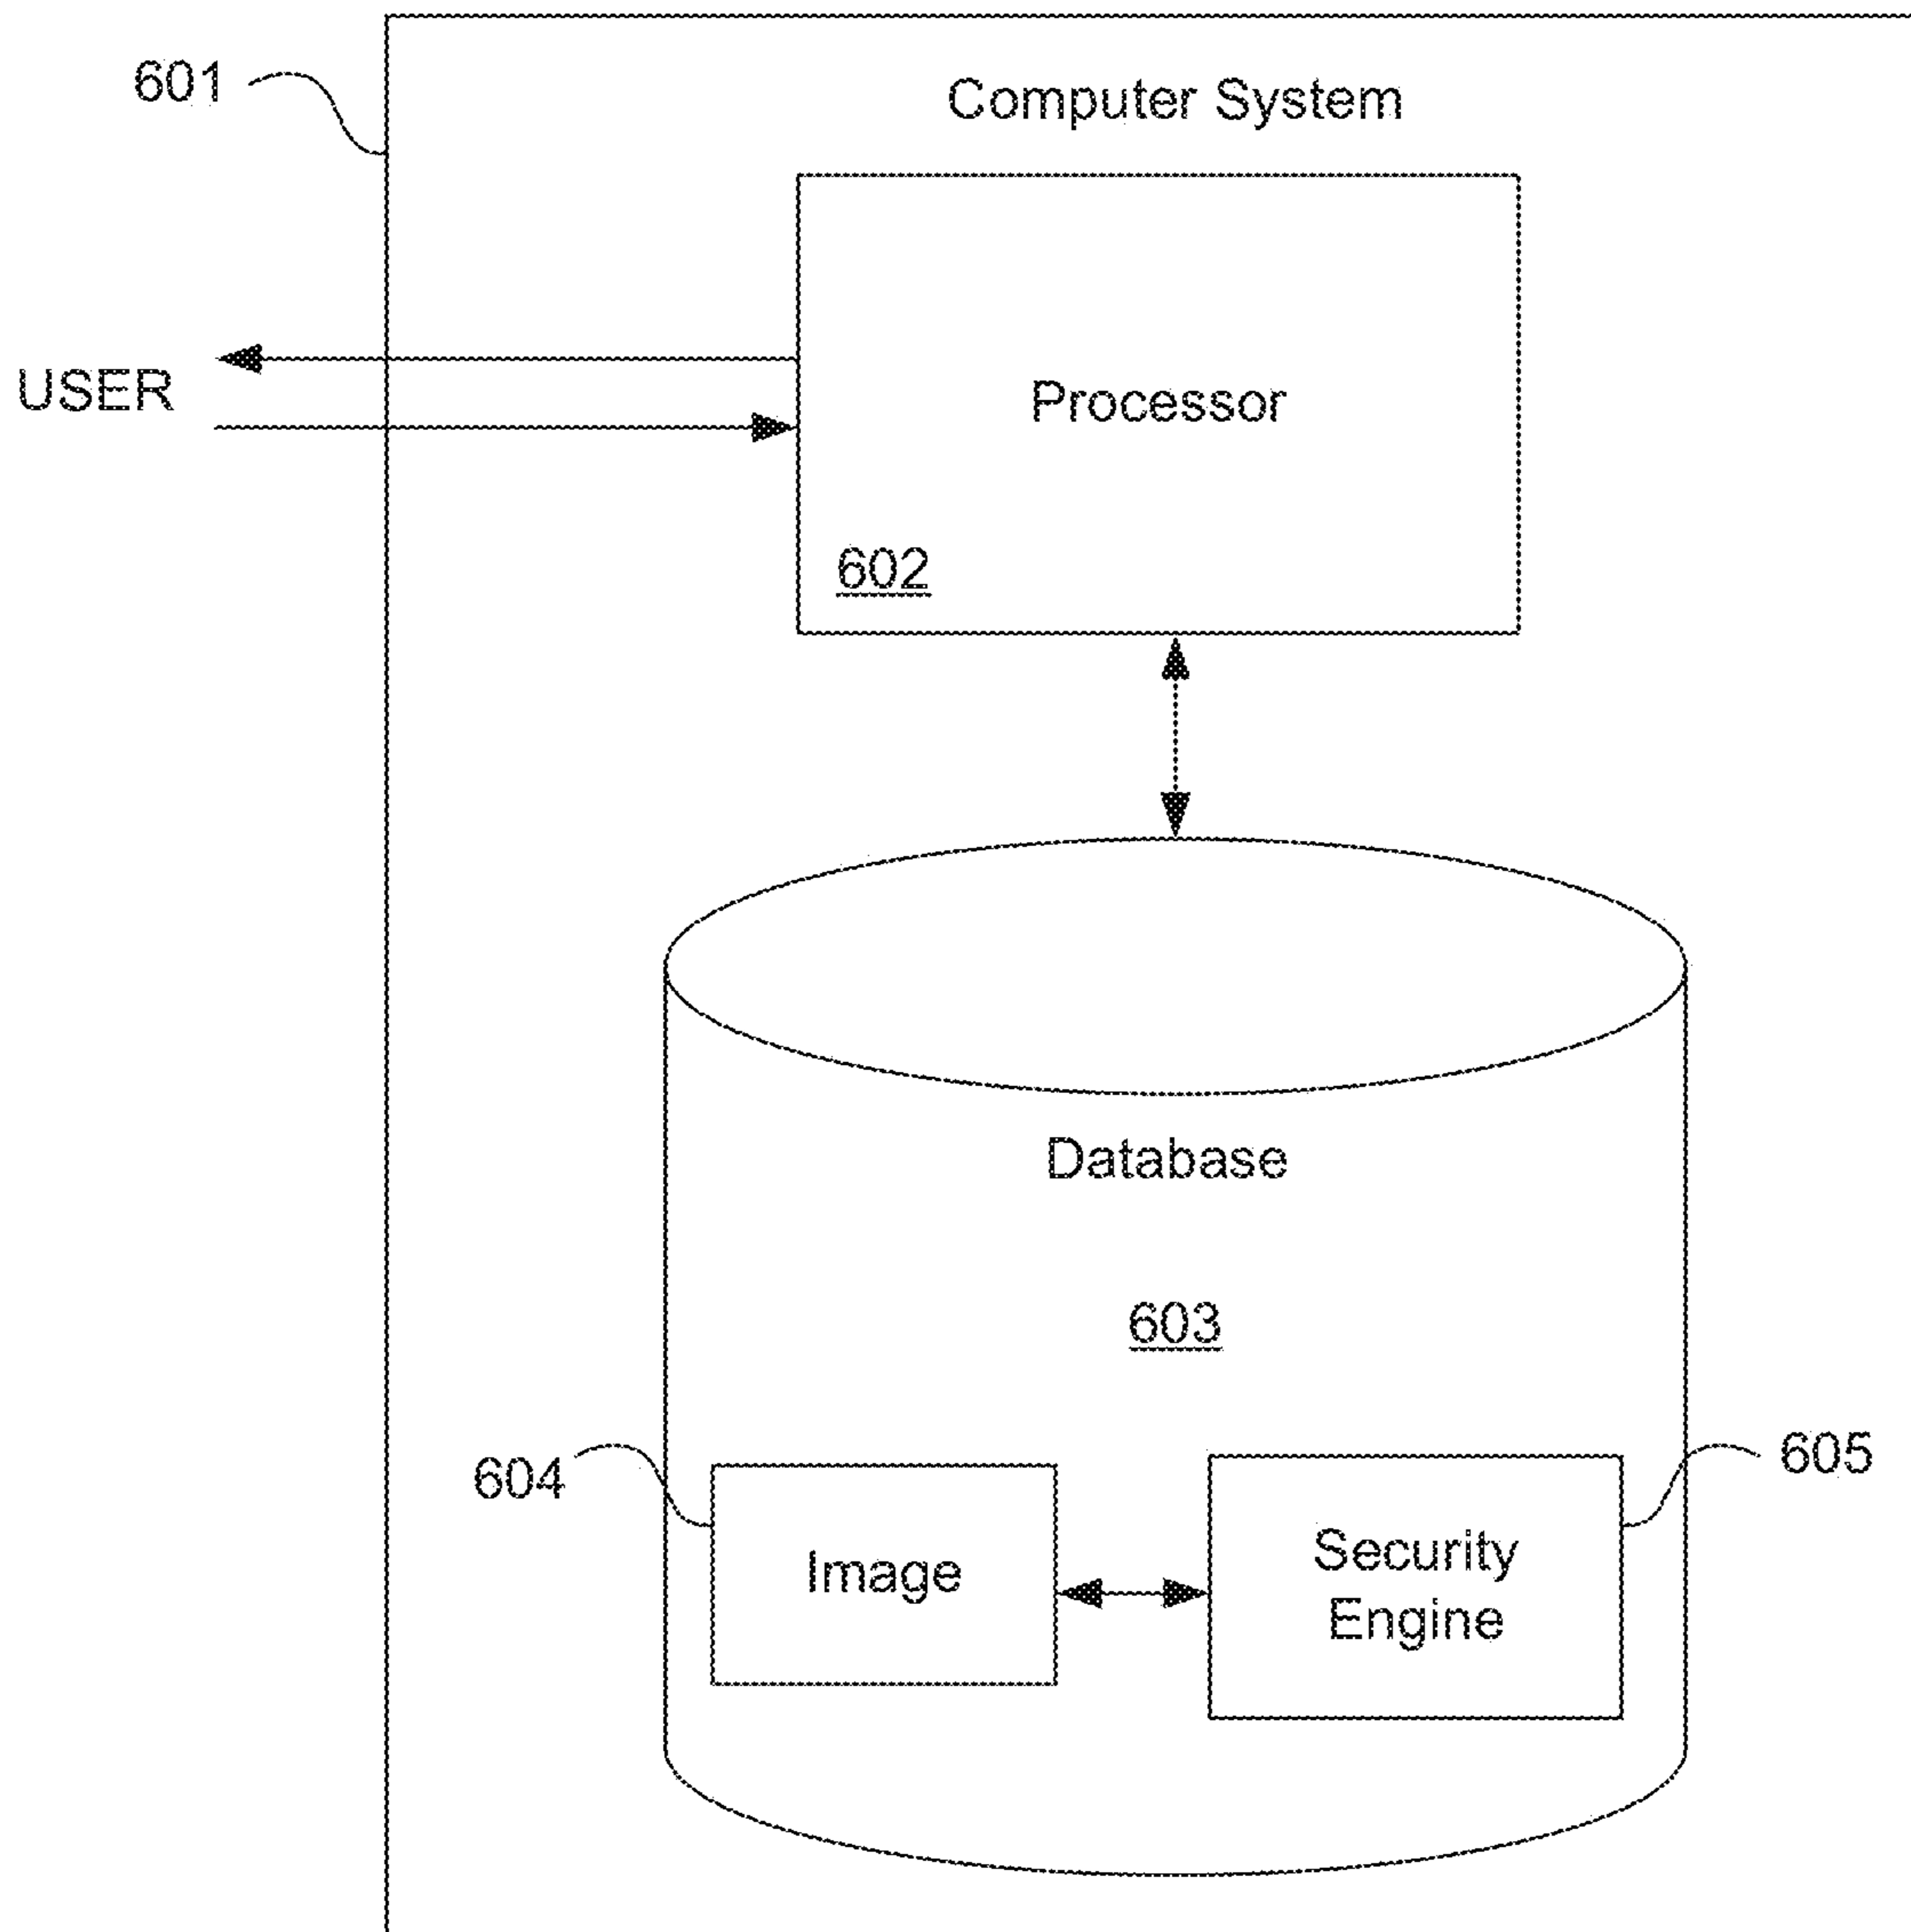 601
Computer System
USER
Processor
602
Database
603
604
605
Image
Security
Engine